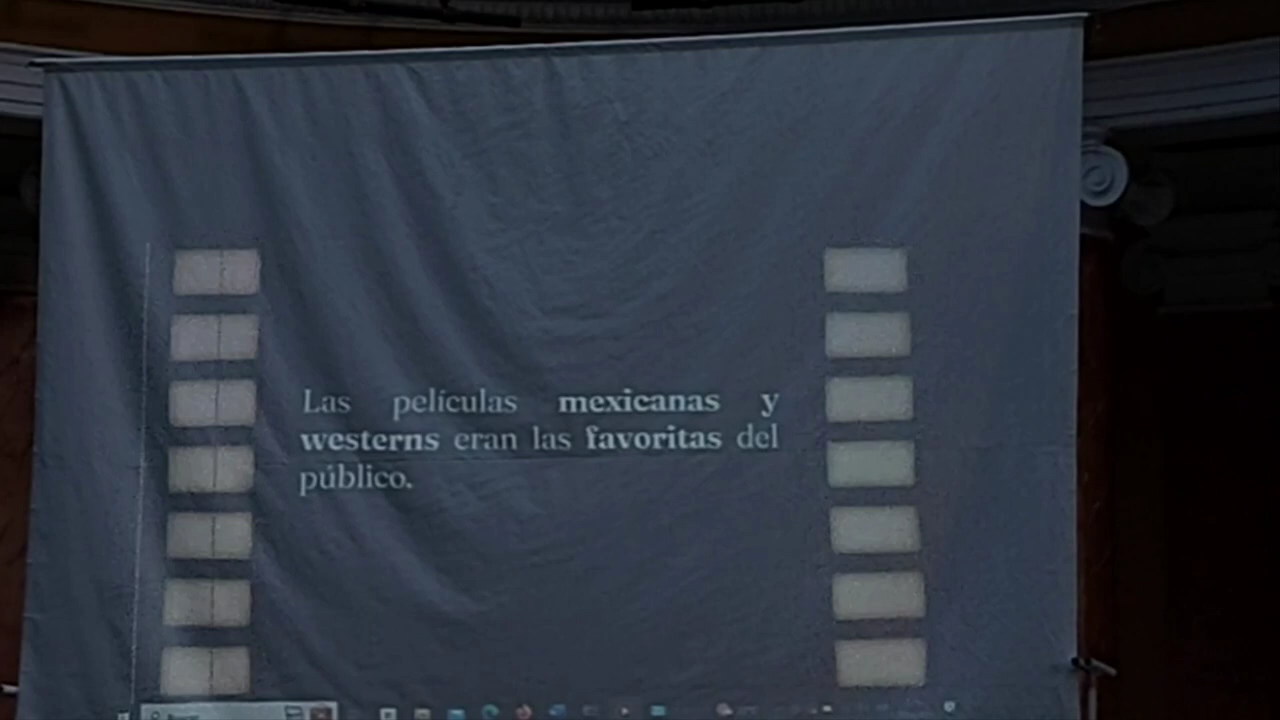 Las películas mexicanas y
westerns eran las favoritas del
público.